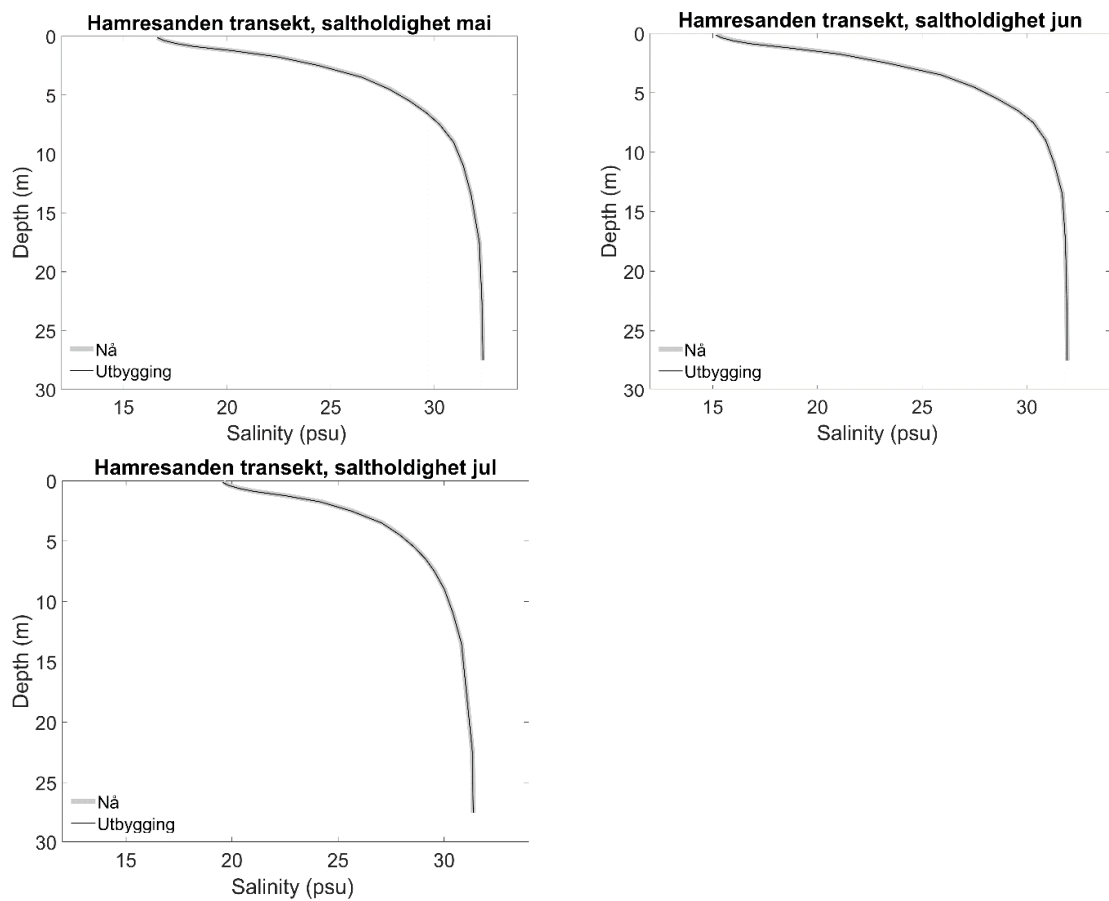 Hamresanden transekt, saltholdighet mai
0
5
10
15
20
25
30
Depth (m)
Nå
Utbygging
15 20 25 30
Salinity (psu)
Hamresanden transekt, saltholdighet jun
0
5
10
15
20
25
30
Depth (m)
Nå
Utbygging
15 20 25 30
Salinity (psu)
Hamresanden transekt, saltholdighet jul
0
5
10
15
20
25
30
Depth (m)
Nå
Utbygging
15 20 25 30
Salinity (psu)